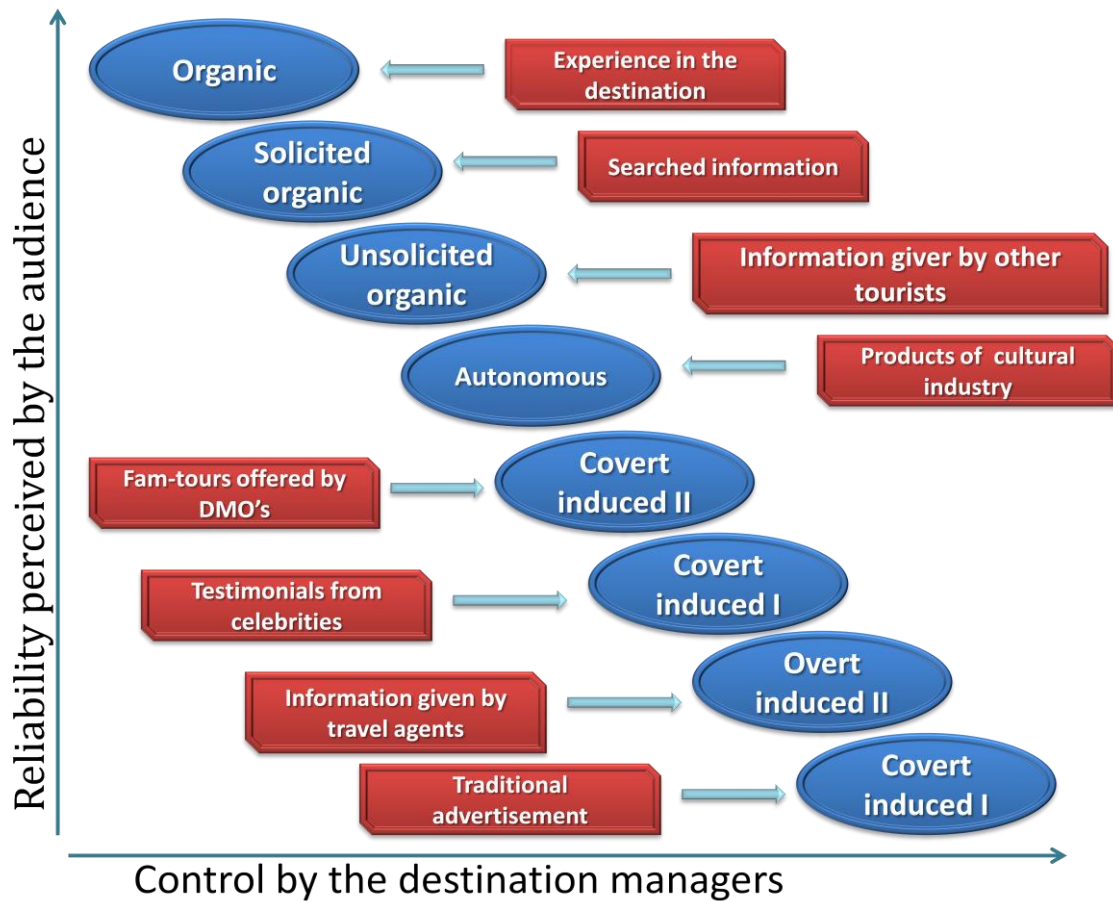 Reliability perceived by the audience
Organic
Experience in the
destination
Solicited
organic
Searched information
Unsolicited
organic
Information giver by other
tourists
Autonomous
Products of cultural
industry
Fam-tours offered by
DMO's
Covert
induced II
Testimonials from
celebrities
Covert
induced I
Information given by
travel agents
Overt
induced II
Traditional
advertisement
Covert
induced I
Control by the destination managers